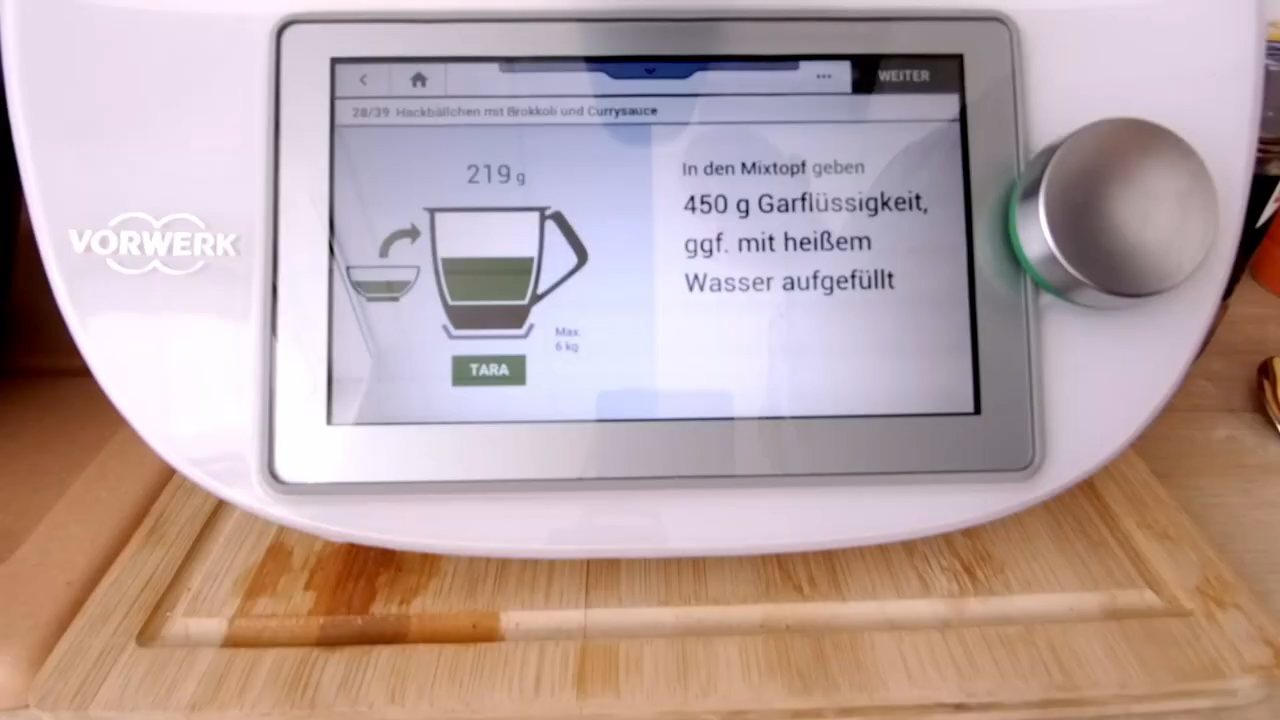 WEITER
28/39 Hackbällchen mit Brokkoli und Currysauce
219 g
Max.
6 kg
TARA
In den Mixtopf geben
450 g Garflüssigkeit,
ggf. mit heißem
Wasser aufgefüllt
VORWERK